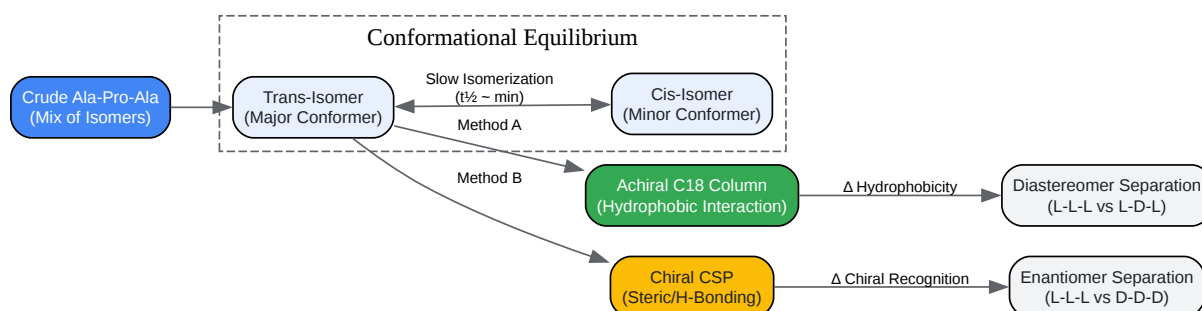 Conformational Equilibrium
Crude Ala-Pro-Ala
(Mix of Isomers)
Trans-Isomer
(Major Conformer)
Slow Isomerization
(t½ ~ min)
Cis-Isomer
(Minor Conformer)
Method A
Method B
Achiral C18 Column
(Hydrophobic Interaction)
Δ Hydrophobicity
Diastereomer Separation
(L-L-L vs L-D-L)
Chiral CSP
(Steric/H-Bonding)
Δ Chiral Recognition
Enantiomer Separation
(L-L-L vs D-D-D)